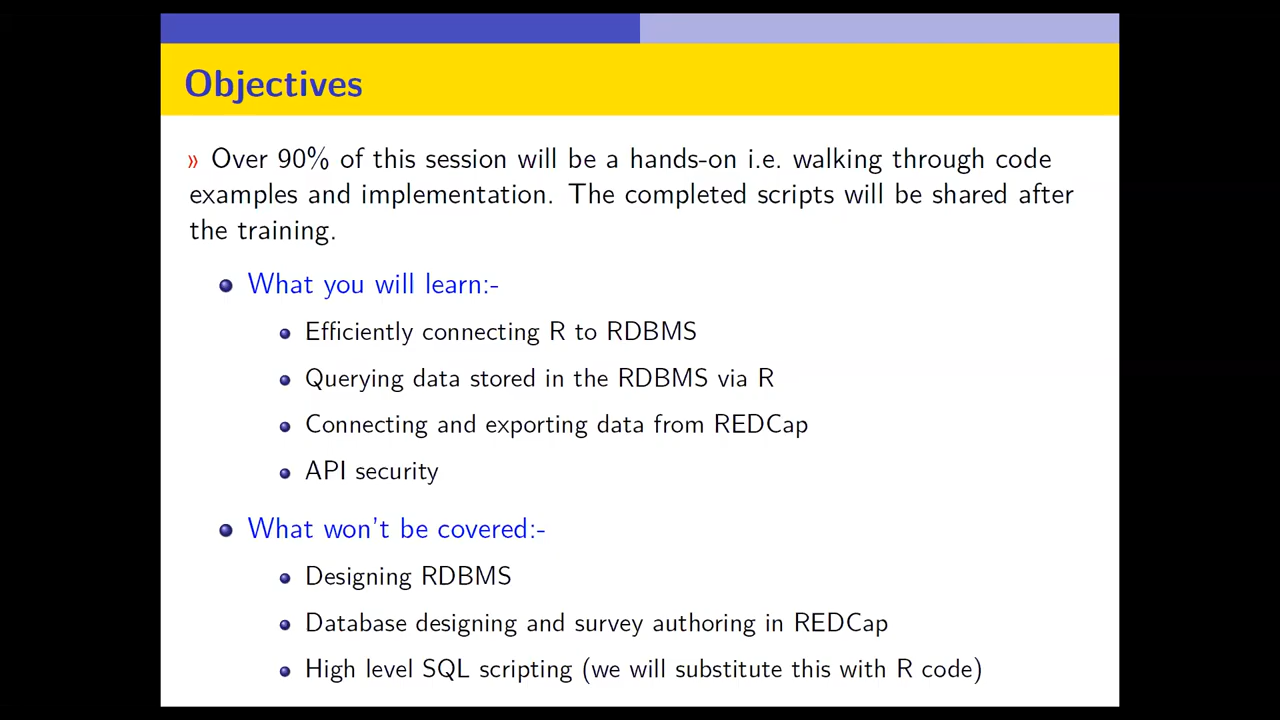 Objectives
» Over 90% of this session will be a hands-on i.e. walking through code
examples and implementation. The completed scripts will be shared after
the training.
What you will learn:-
Efficiently connecting R to RDBMS
Querying data stored in the RDBMS via R
Connecting and exporting data from REDCap
API security
What won't be covered:-
Designing RDBMS
Database designing and survey authoring in REDCap
High level SQL scripting (we will substitute this with R code)